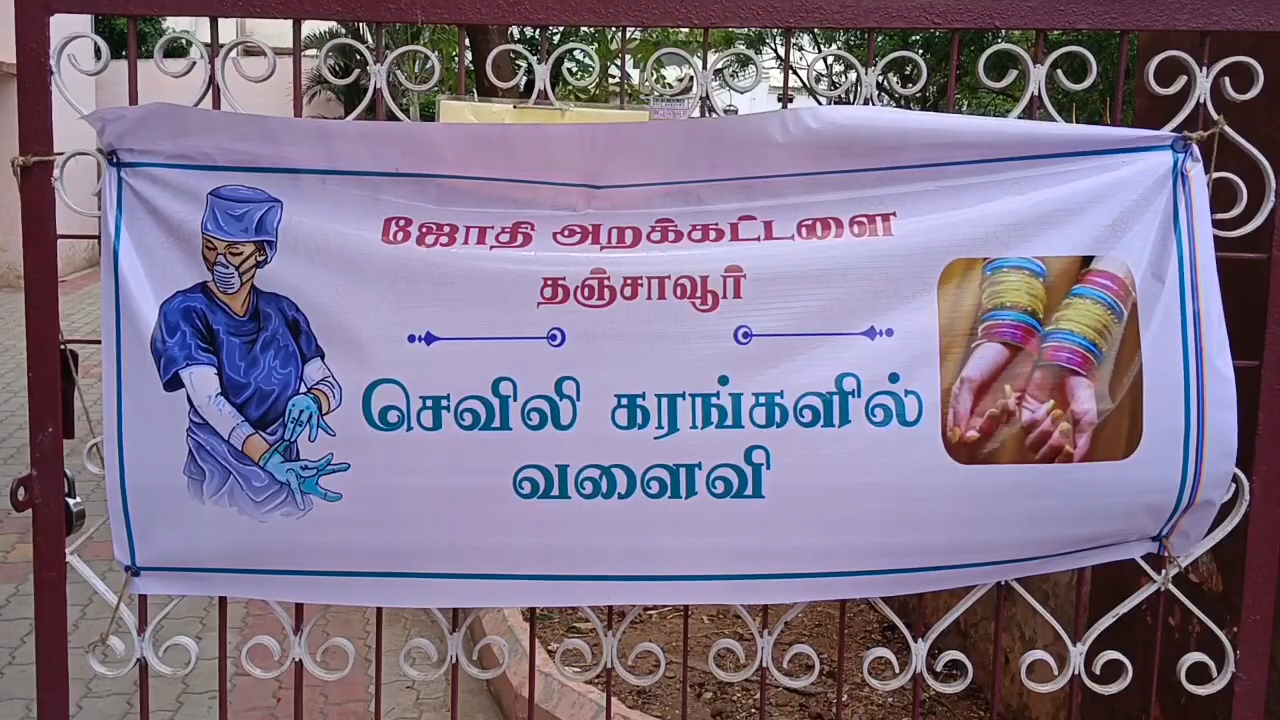 ஜோதி அறக்கட்டளை
தஞ்சாவூர்
செவிலி கரங்களில்
வளைவி